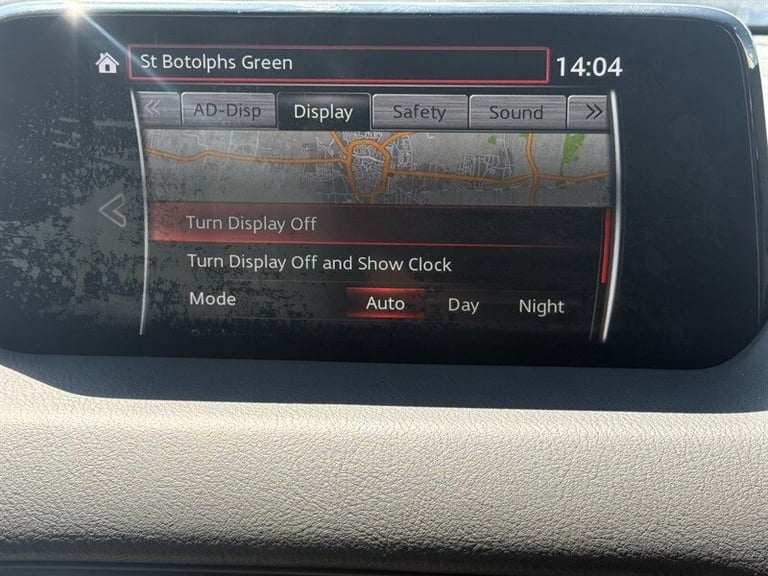 St Botolphs Green
14:04
AD-Disp Display Safety Sound
Turn Display Off
Turn Display Off and Show Clock
Mode Auto Day Night